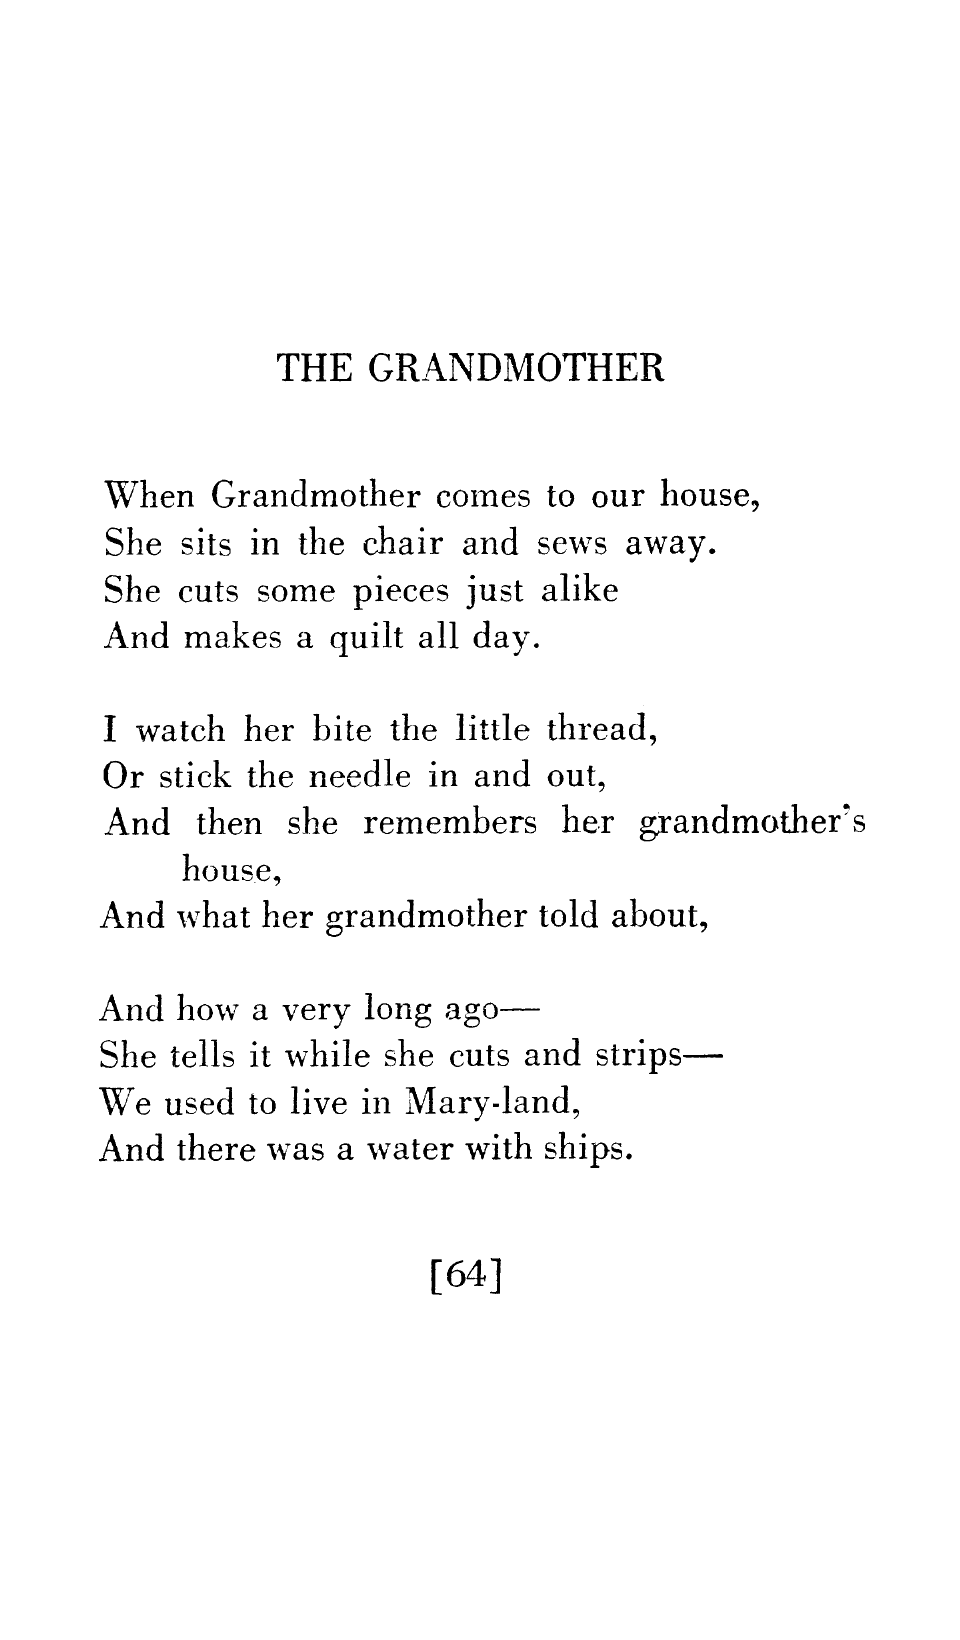 THE GRANDMOTHER
When Grandmother comes to our house,
She sits in the chair and sews away.
She cuts some pieces just alike
And makes a quilt all day.
I watch her bite the little thread,
Or stick the needle in and out,
And then she remembers her grandmother's
house,
And what her grandmother told about,
And how a very long ago—
She tells it while she cuts and strips—
We used to live in Mary-land,
And there was a water with ships.
[64]